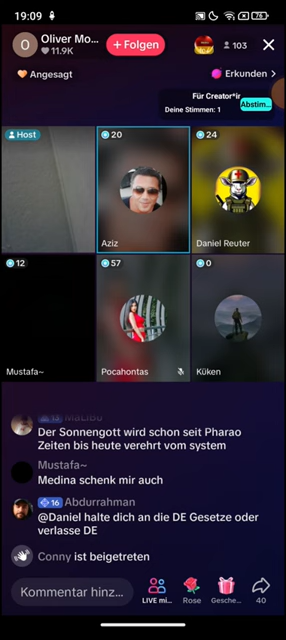 19:09
76
O
Oliver Mo...
11.9K
+ Folgen
103
Angesagt
Erkunden >
Für Creator*ir
Deine Stimmen: 1
Abstim...
Host
20
Aziz
24
Daniel Reuter
12
Mustafa~
57
Pocahontas
0
Küken
Malibu
Der Sonnengott wird schon seit Pharao
Zeiten bis heute verehrt vom system
Mustafa~
Medina schenk mir auch
16 Abdurrahman
@Daniel halte dich an die DE Gesetze oder
verlasse DE
Conny ist beigetreten
Kommentar hinz...
LIVE mi...
Rose
Gesche...
40